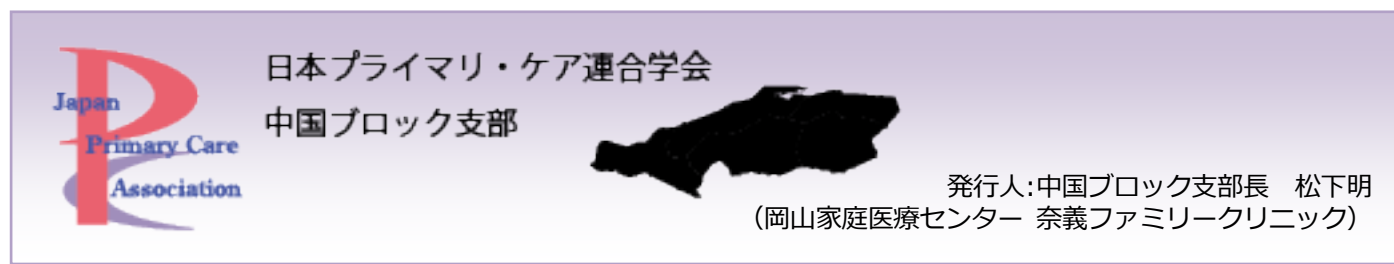 Japan
Primary Care
Association
日本プライマリ・ケア連合学会
中国ブロック支部
発行人:中国ブロック支部長　松下明
（岡山家庭医療センター 奈義ファミリークリニック）